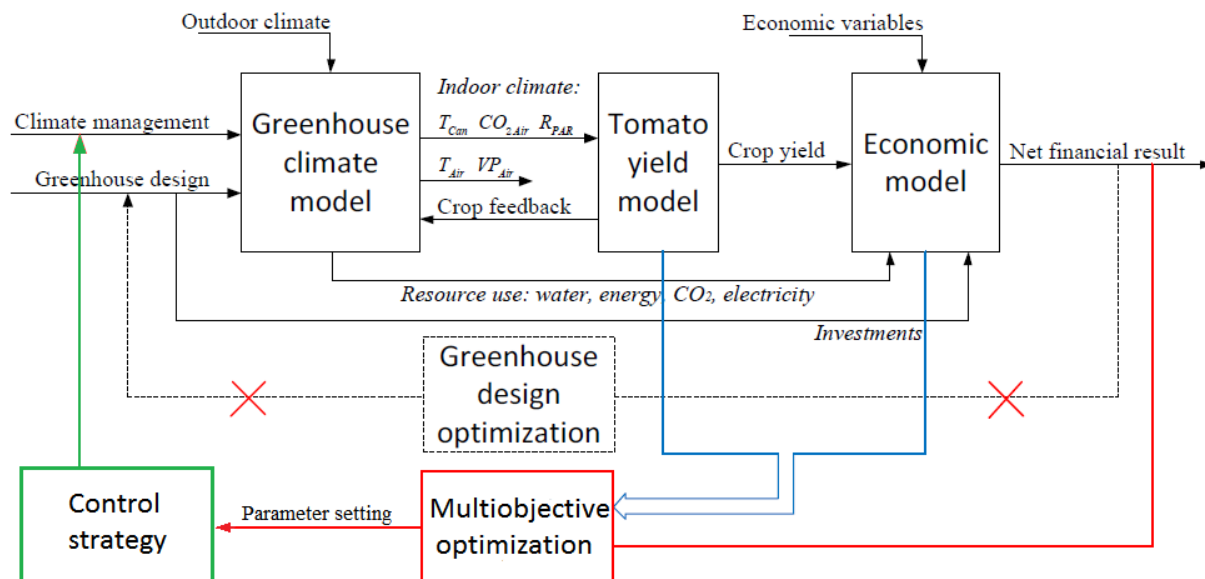 Outdoor climate
Economic variables
Climate management
Greenhouse design
Greenhouse
climate
model
Indoor climate:
T_Can CO_2Air R_PAR
T_Air VP_Air
Crop feedback
Tomato
yield
model
Crop yield
Economic
model
Net financial result
Resource use: water, energy, CO₂, electricity
Investments
Greenhouse
design
optimization
Control
strategy
Parameter setting
Multiobjective
optimization